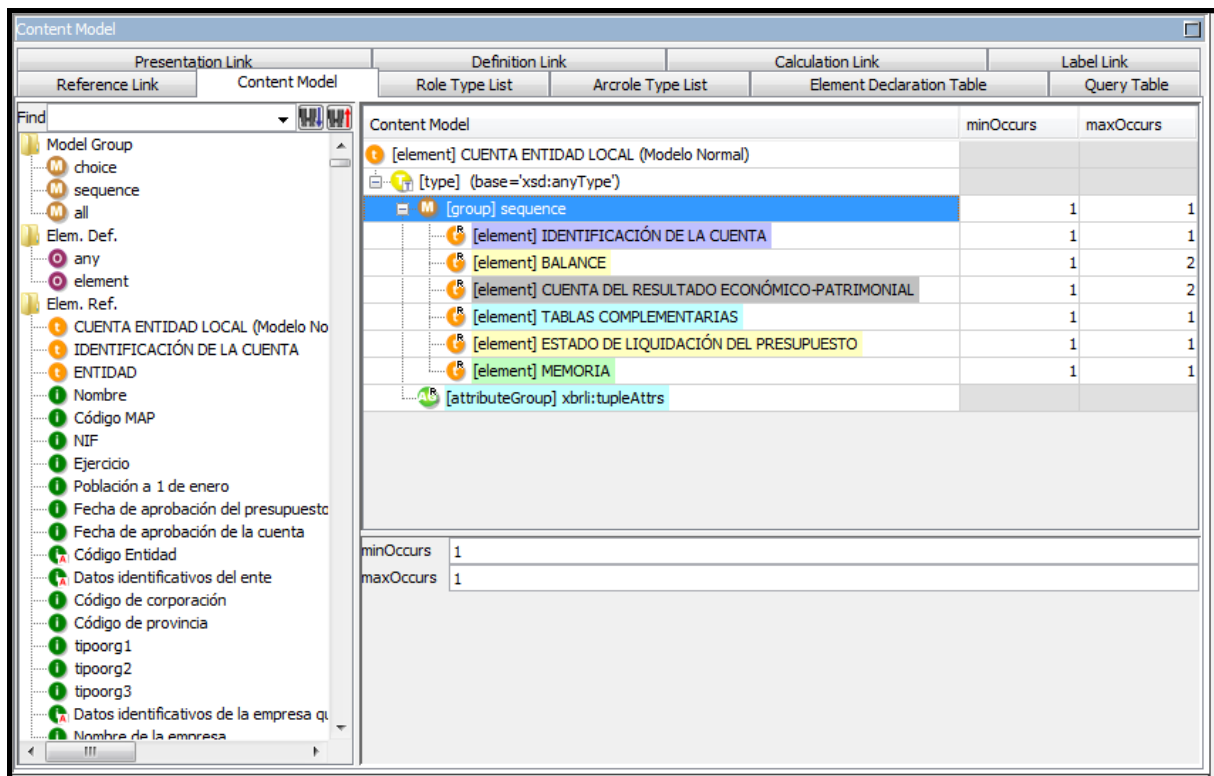 Content Model
Presentation Link Definition Link Calculation Link Label Link
Reference Link Content Model Role Type List Arcrole Type List Element Declaration Table Query Table
Find
Model Group
choice
sequence
all
Elem. Def.
any
element
Elem. Ref.
CUENTA ENTIDAD LOCAL (Modelo No
IDENTIFICACIÓN DE LA CUENTA
ENTIDAD
Nombre
Código MAP
NIF
Ejercicio
Población a 1 de enero
Fecha de aprobación del presupuesto
Fecha de aprobación de la cuenta
Código Entidad
Datos identificativos del ente
Código de corporación
Código de provincia
tipoorg1
tipoorg2
tipoorg3
Datos identificativos de la empresa qu
Nombre de la empresa
Content Model minOccurs maxOccurs
[element] CUENTA ENTIDAD LOCAL (Modelo Normal)
[type] (base='xsd:anyType')
[group] sequence 1 1
[element] IDENTIFICACIÓN DE LA CUENTA 1 1
[element] BALANCE 1 2
[element] CUENTA DEL RESULTADO ECONÓMICO-PATRIMONIAL 1 2
[element] TABLAS COMPLEMENTARIAS 1 1
[element] ESTADO DE LIQUIDACIÓN DEL PRESUPUESTO 1 1
[element] MEMORIA 1 1
[attributeGroup] xbrli:tupleAttrs
minOccurs 1
maxOccurs 1